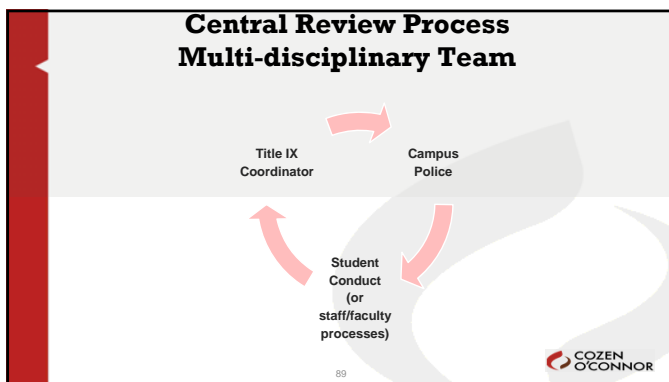 Central Review Process
Multi-disciplinary Team
Title IX
Coordinator
Campus
Police
Student
Conduct
(or
staff/faculty
processes)
89
COZEN
O'CONNOR